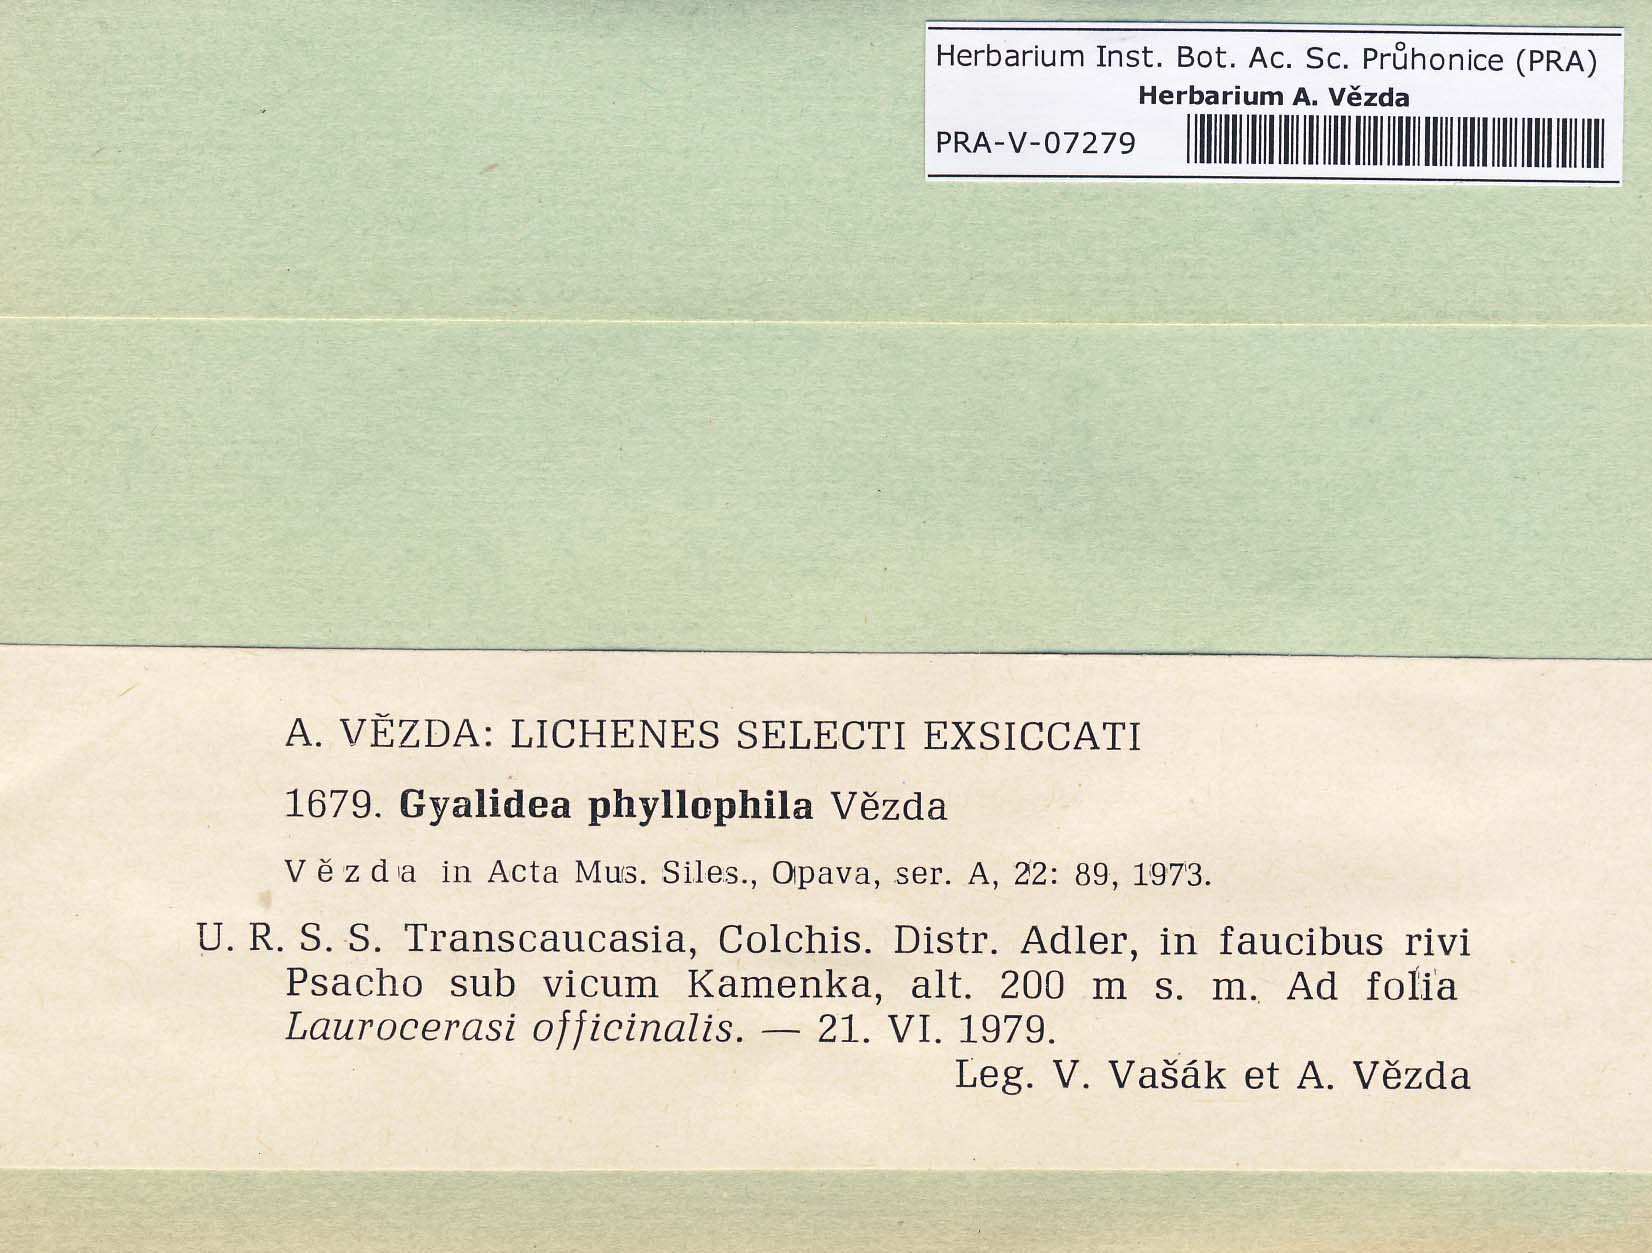 Herbarium Inst. Bot. Ac. Sc. Průhonice (PRA)
Herbarium A. Vězda
PRA-V-07279
A. VĚZDA: LICHENES SELECTI EXSICCATI
1679. Gyalidea phyllophila Vězda
Vězda in Acta Mus. Siles., Opava, ser. A, 22: 89, 1973.
U. R. S. S. Transcaucasia, Colchis. Distr. Adler, in faucibus rivi
Psacho sub vicum Kamenka, alt. 200 m s. m. Ad folia
Laurocerasi officinalis. — 21. VI. 1979.
Leg. V. Vašák et A. Vězda